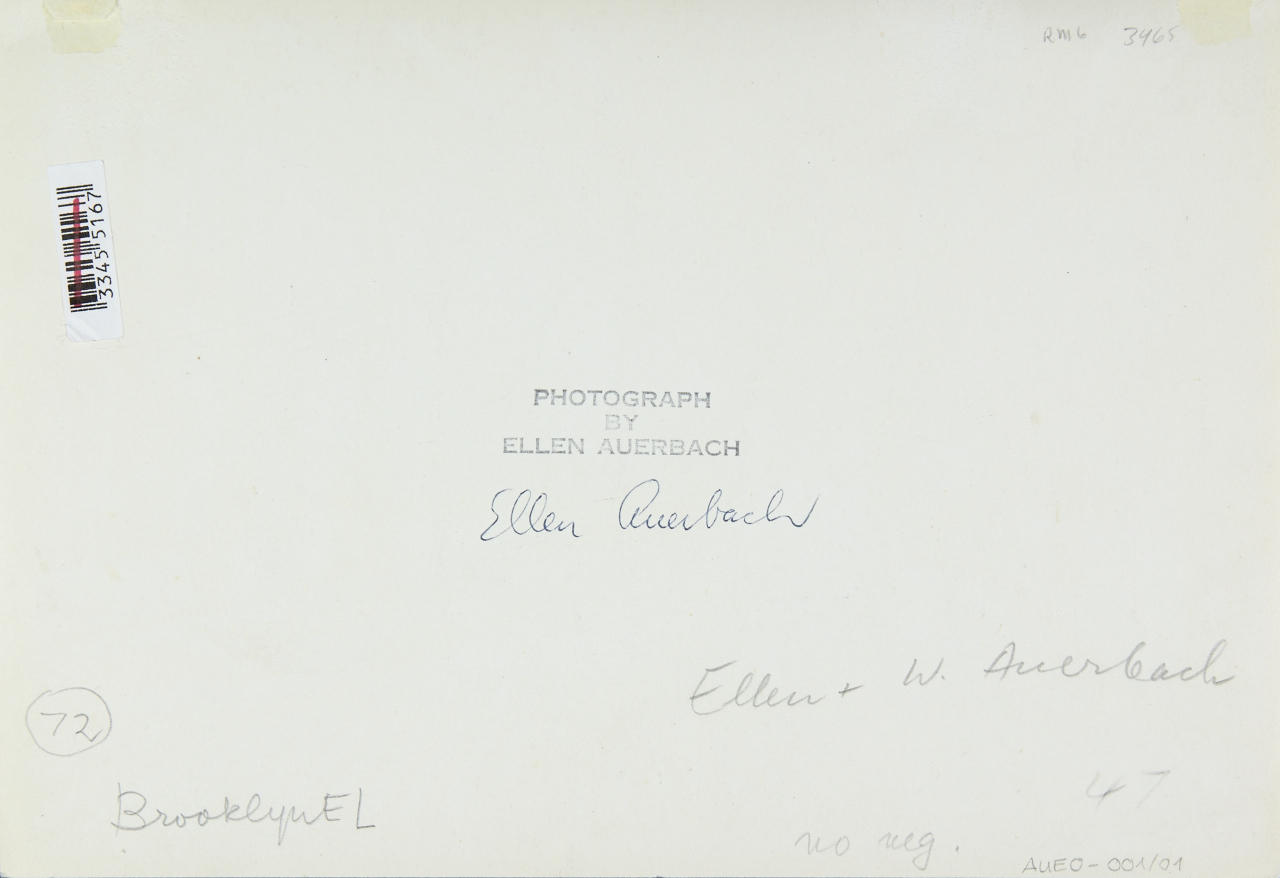 RM6 3465
33455167
PHOTOGRAPH
BY
ELLEN AUERBACH
Ellen Auerbach
Ellen + W. Auerbach
72
47
Brooklyn EL
no neg.
AUEO-001/01